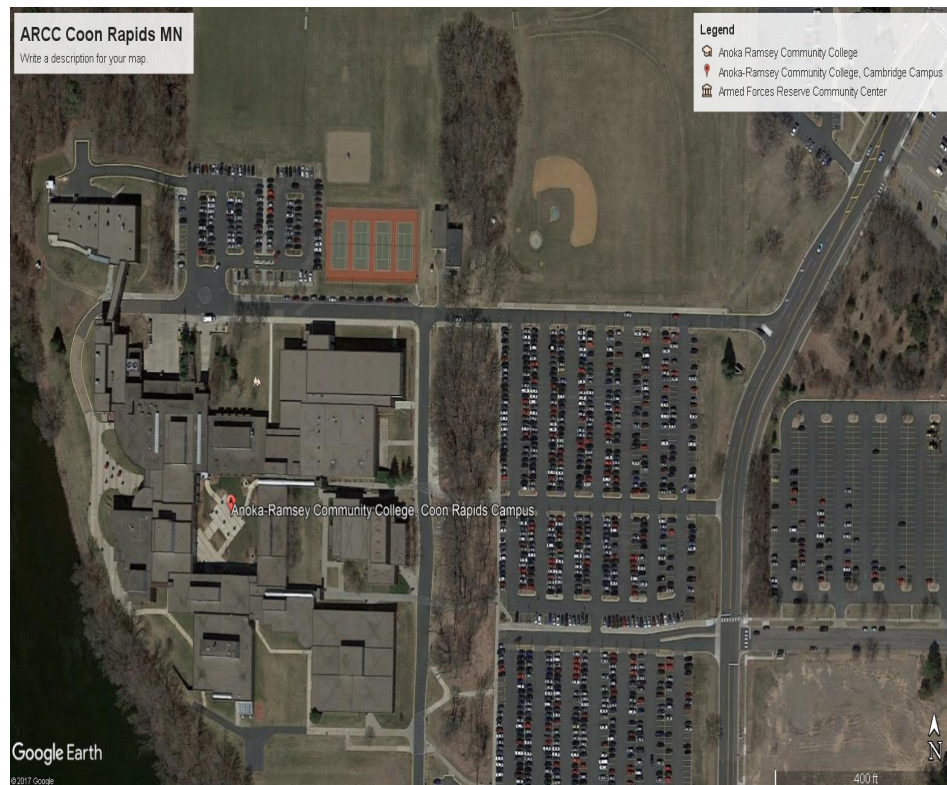 ARCC Coon Rapids MN
Write a description for your map.
Legend
Anoka Ramsey Community College
Anoka-Ramsey Community College, Cambridge Campus
Armed Forces Reserve Community Center
Anoka-Ramsey Community College, Coon Rapids Campus
Google Earth
© 2017 Google
N
400 ft